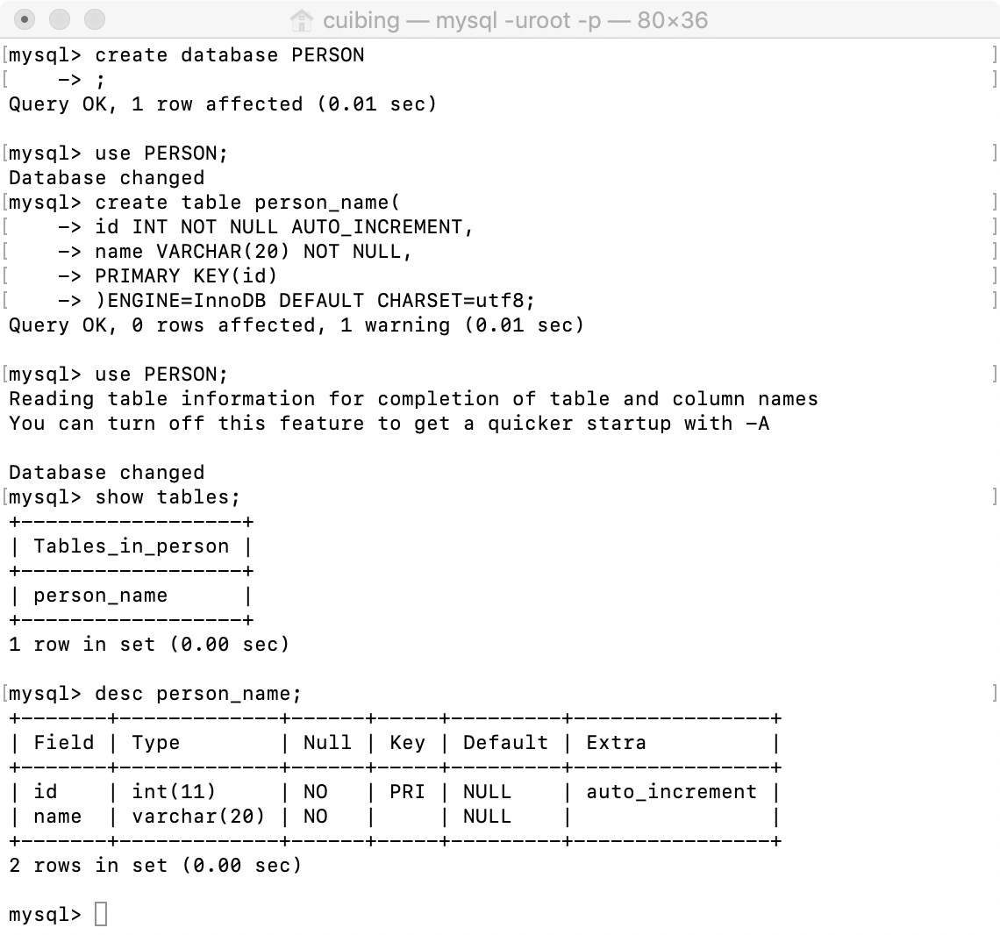 cuibing — mysql -uroot -p — 80×36
[mysql> create database PERSON ]
[    -> ; ]
Query OK, 1 row affected (0.01 sec)
[mysql> use PERSON; ]
Database changed
[mysql> create table person_name( ]
[    -> id INT NOT NULL AUTO_INCREMENT, ]
[    -> name VARCHAR(20) NOT NULL, ]
[    -> PRIMARY KEY(id) ]
[    -> )ENGINE=InnoDB DEFAULT CHARSET=utf8; ]
Query OK, 0 rows affected, 1 warning (0.01 sec)
[mysql> use PERSON; ]
Reading table information for completion of table and column names
You can turn off this feature to get a quicker startup with -A
Database changed
[mysql> show tables; ]
+------------------+
| Tables_in_person |
+------------------+
| person_name      |
+------------------+
1 row in set (0.00 sec)
[mysql> desc person_name; ]
+-------+-------------+------+-----+---------+----------------+
| Field | Type        | Null | Key | Default | Extra          |
+-------+-------------+------+-----+---------+----------------+
| id    | int(11)     | NO   | PRI | NULL    | auto_increment |
| name  | varchar(20) | NO   |     | NULL    |                |
+-------+-------------+------+-----+---------+----------------+
2 rows in set (0.00 sec)
mysql>